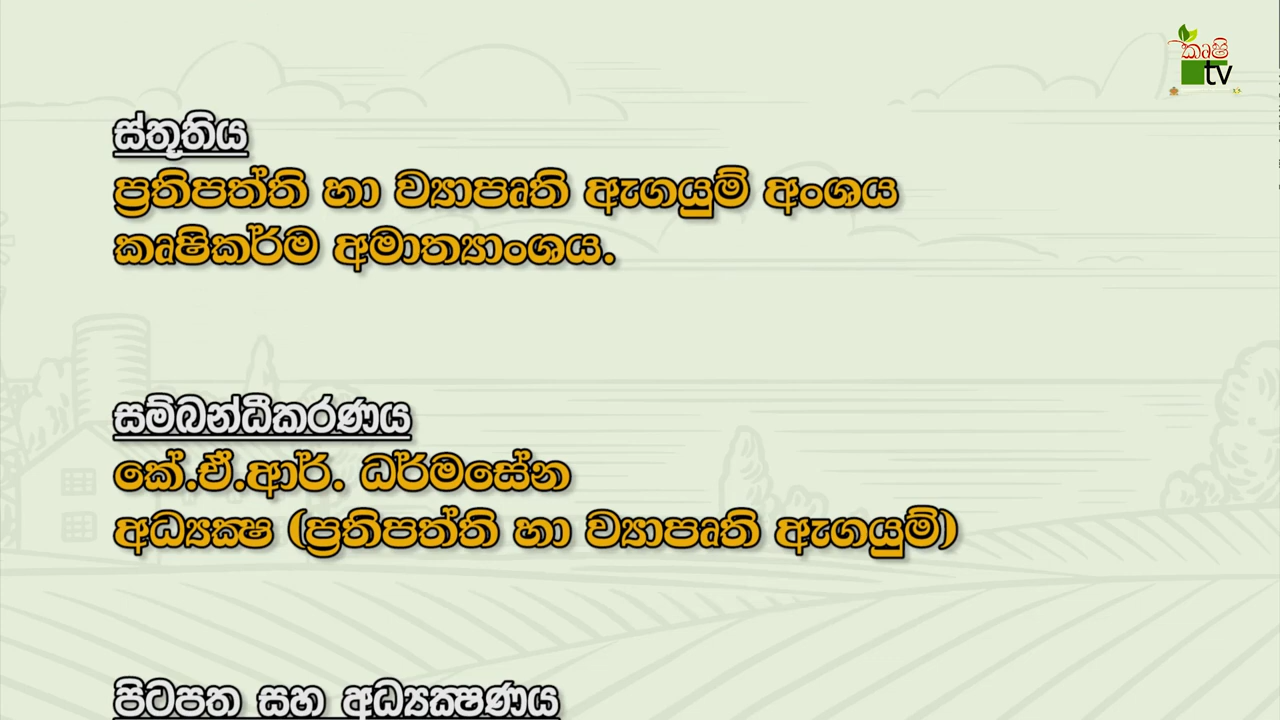 කෘෂි
tv
ස්තූතිය
ප්‍රතිපත්ති හා ව්‍යාපෘති ඇගයුම් අංශය
කෘෂිකර්ම අමාත්‍යාංශය.
සම්බන්ධීකරණය
කේ.ඒ.ආර්. ධර්මසේන
අධ්‍යක්ෂ (ප්‍රතිපත්ති හා ව්‍යාපෘති ඇගයුම්)
පිටපත සහ අධ්‍යක්ෂණය